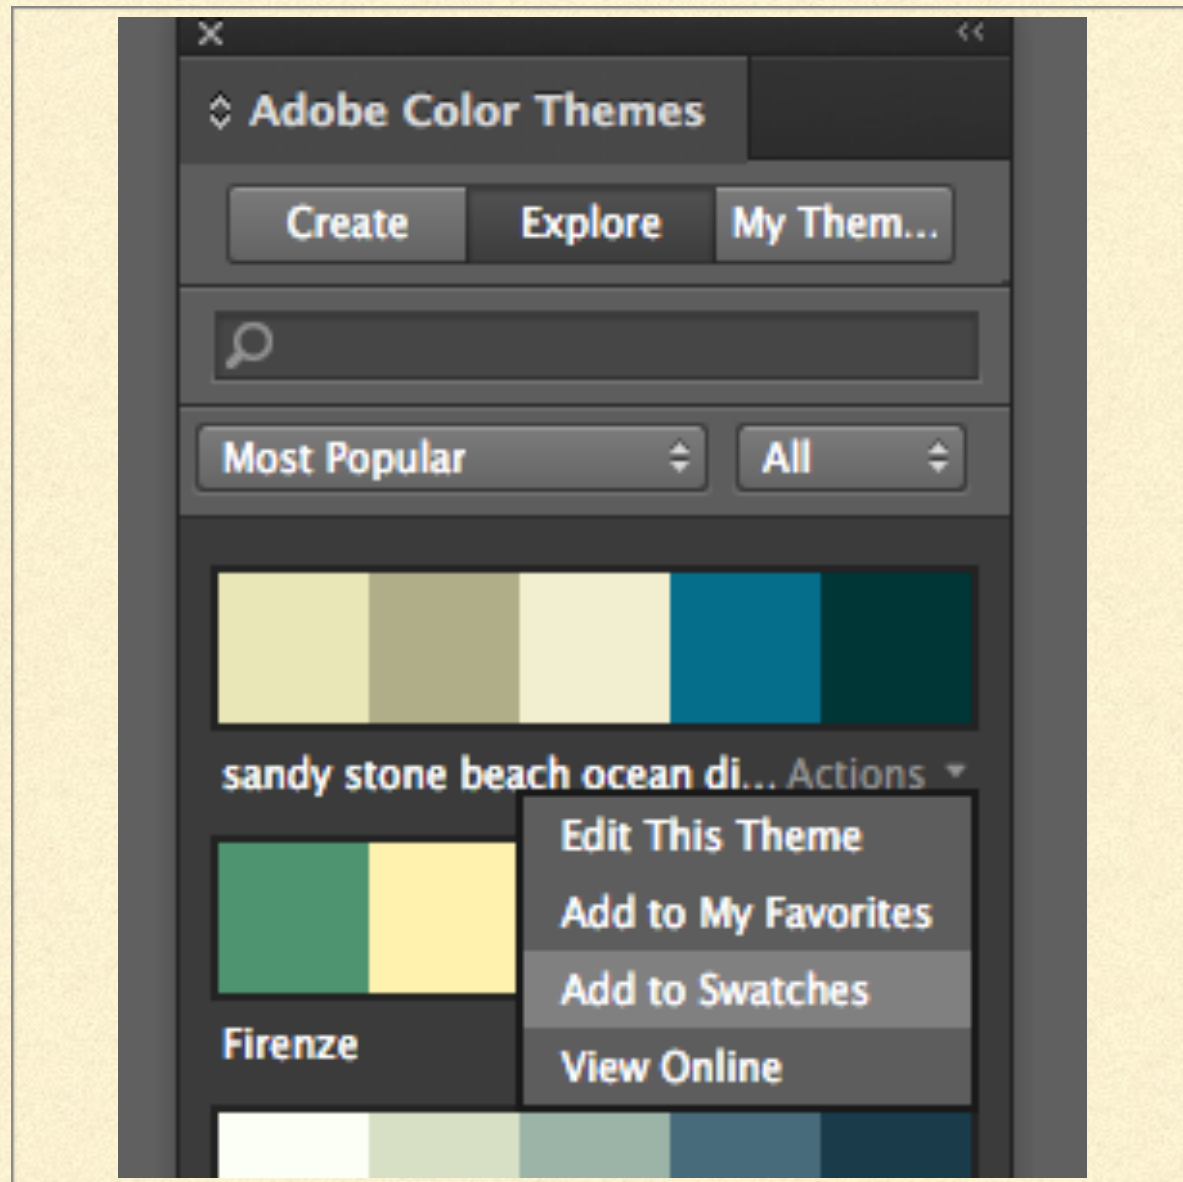 Adobe Color Themes
Create Explore My Them...
Most Popular All
sandy stone beach ocean di... Actions
Edit This Theme
Add to My Favorites
Add to Swatches
Firenze
View Online